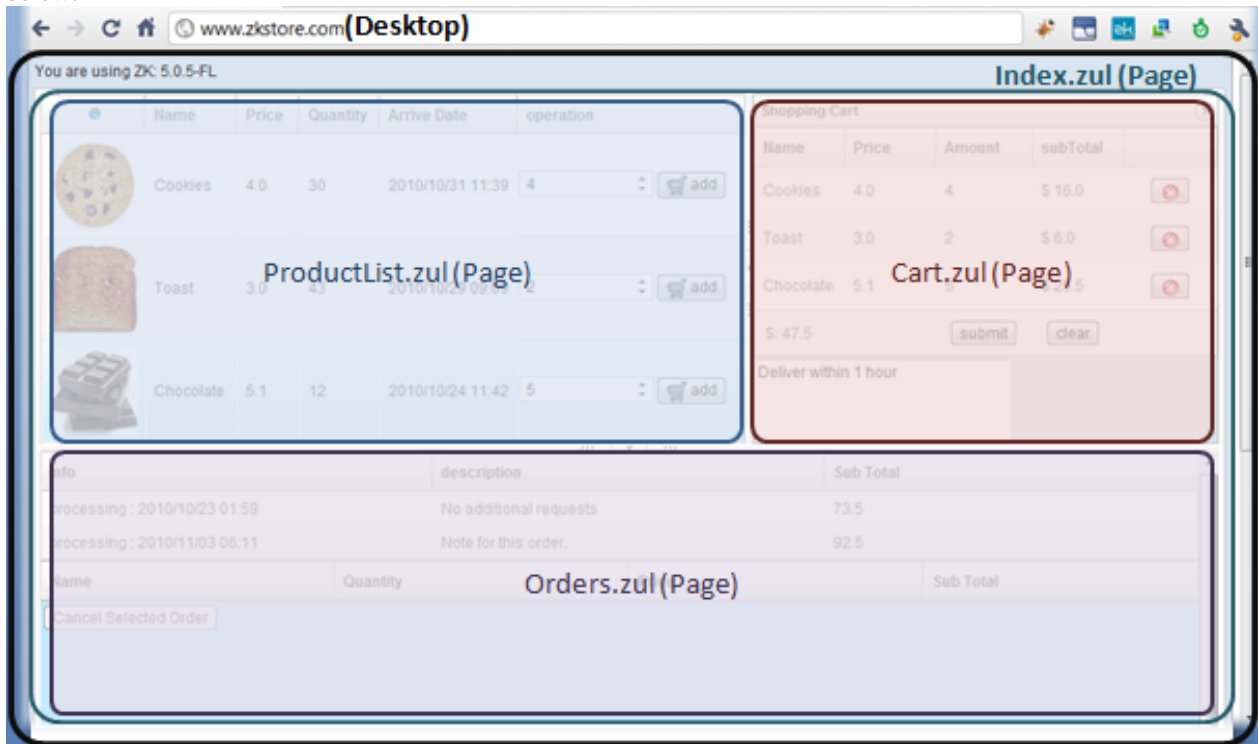 www.zkstore.com(Desktop)
You are using ZK: 5.0.5-FL
Index.zul (Page)
Name Price Quantity Arrive Date operation
Cookies 4.0 30 2010/10/31 11:39 4 add
Toast 3.0 43 2 add
Chocolate 5.1 12 2010/10/24 11:42 5 add
ProductList.zul (Page)
Shopping Cart
Name Price Amount subTotal
Cookies 4.0 4 $ 16.0
Toast 3.0 2 $ 6.0
Chocolate 5.1
Cart.zul (Page)
$: 47.5 submit clear
Deliver within 1 hour
description Sub Total
processing : 2010/10/23 01:59 No additional requests 73.5
processing : 2010/11/03 06:11 Note for this order. 92.5
Name Quantity Sub Total
Orders.zul (Page)
Cancel Selected Order